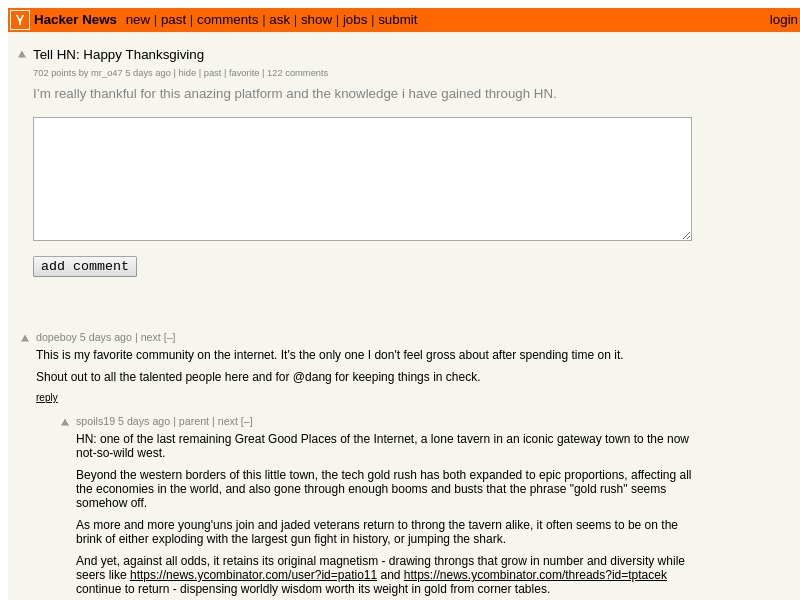 Y Hacker News new | past | comments | ask | show | jobs | submit login
Tell HN: Happy Thanksgiving
702 points by mr_o47 5 days ago | hide | past | favorite | 122 comments
I'm really thankful for this amazing platform and the knowledge i have gained through HN.
add comment
dopeboy 5 days ago | next [–]
This is my favorite community on the internet. It's the only one I don't feel gross about after spending time on it.
Shout out to all the talented people here and for @dang for keeping things in check.
reply
spoils19 5 days ago | parent | next [–]
HN: one of the last remaining Great Good Places of the Internet, a lone tavern in an iconic gateway town to the now
not-so-wild west.
Beyond the western borders of this little town, the tech gold rush has both expanded to epic proportions, affecting all
the economies in the world, and also gone through enough booms and busts that the phrase "gold rush" seems
somehow off.
As more and more young'uns join and jaded veterans return to throng the tavern alike, it often seems to be on the
brink of either exploding with the largest gun fight in history, or jumping the shark.
And yet, against all odds, it retains its original magnetism - drawing throngs that grow in number and diversity while
seers like https://news.ycombinator.com/user?id=patio11 and https://news.ycombinator.com/threads?id=tptacek
continue to return - dispensing worldly wisdom worth its weight in gold from corner tables.